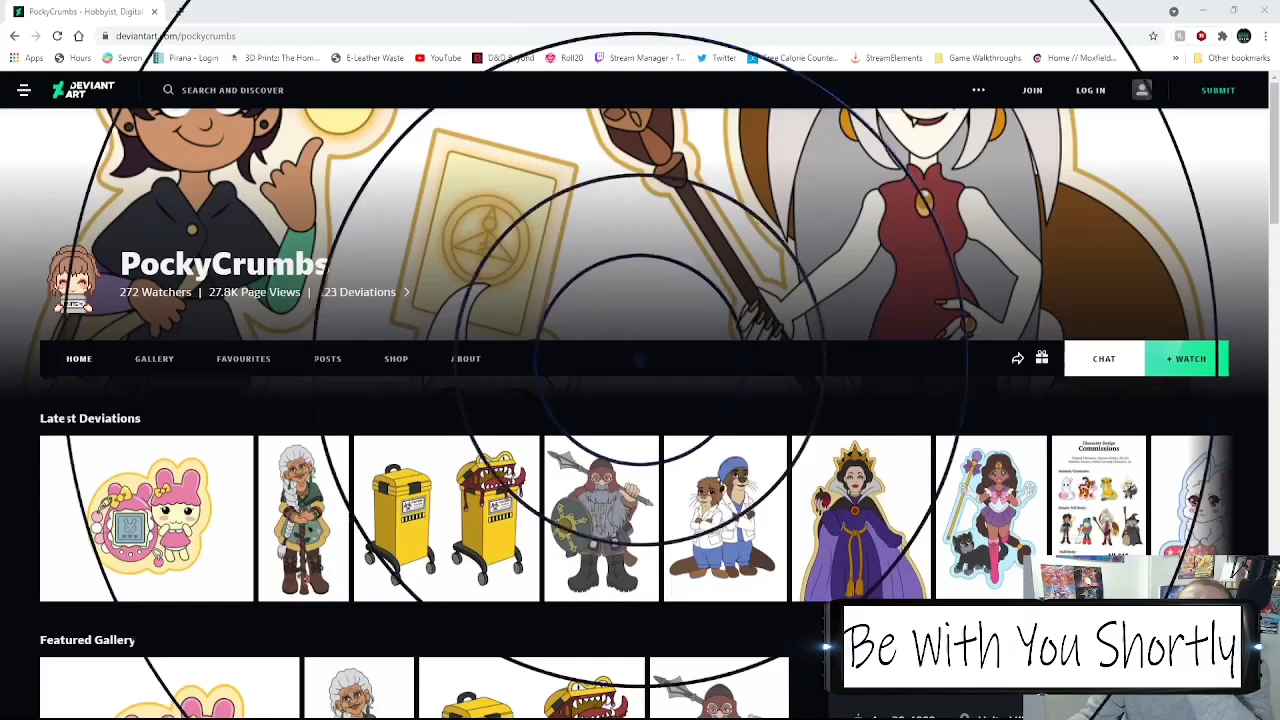 PockyCrumbs - Hobbyist, Digital
deviantart.com/pockycrumbs
Apps Hours Sevron Pirana - Login 3D Printz: The Hom... E-Leather Waste YouTube D&D Beyond Roll20 Stream Manager - T... Twitter Free Calorie Counte... StreamElements Game Walkthroughs Home // Moxfield... » Other bookmarks
DEVIANT ART SEARCH AND DISCOVER ••• JOIN LOG IN SUBMIT
PockyCrumbs
272 Watchers | 27.8K Page Views | 23 Deviations >
HOME GALLERY FAVOURITES POSTS SHOP ABOUT CHAT + WATCH
Latest Deviations
Character Design
Commissions
Be With You Shortly
Featured Gallery